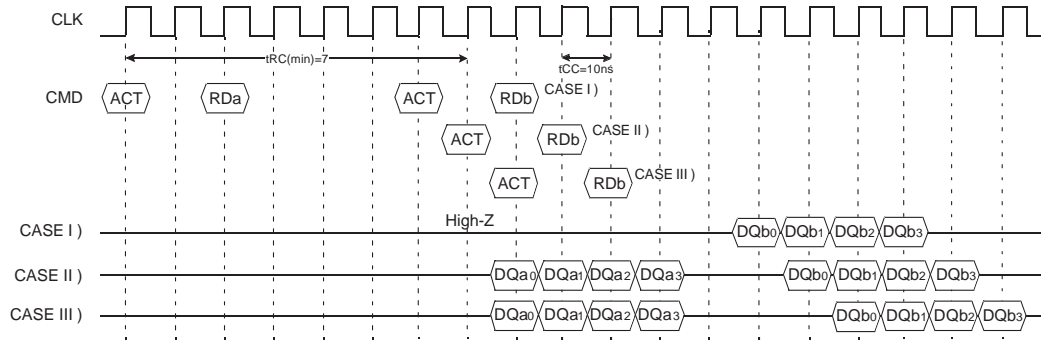 CLK
tRC(min)=7
tCC=10ns
CMD ACT RDa ACT RDb CASE I )
ACT RDb CASE II )
ACT RDb CASE III )
High-Z
CASE I ) DQb0 DQb1 DQb2 DQb3
CASE II ) DQa0 DQa1 DQa2 DQa3 DQb0 DQb1 DQb2 DQb3
CASE III ) DQa0 DQa1 DQa2 DQa3 DQb0 DQb1 DQb2 DQb3